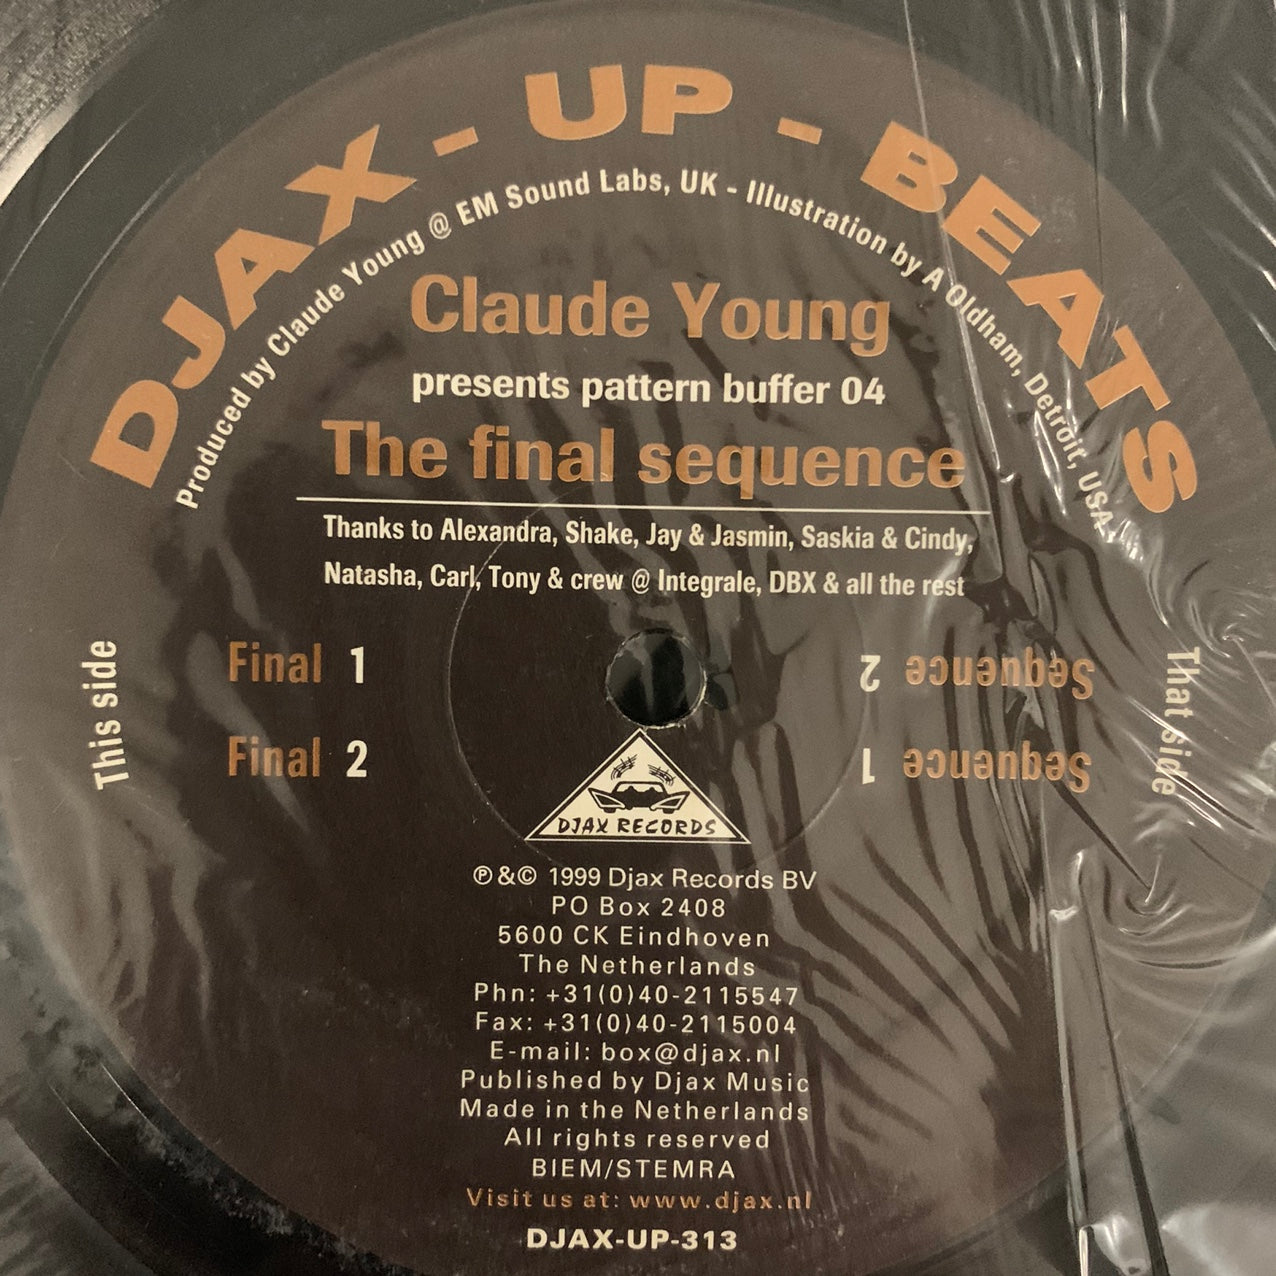 DJAX - UP - BEATS
Produced by Claude Young @ EM Sound Labs, UK - Illustration by A Oldham, Detroit, USA
Claude Young
presents pattern buffer 04
The final sequence
Thanks to Alexandra, Shake, Jay & Jasmin, Saskia & Cindy,
Natasha, Carl, Tony & crew @ Integrale, DBX & all the rest
This side
Final 1
Final 2
That side
Sequence 1
Sequence 2
DJAX RECORDS
℗&© 1999 Djax Records BV
PO Box 2408
5600 CK Eindhoven
The Netherlands
Phn: +31(0)40-2115547
Fax: +31(0)40-2115004
E-mail: box@djax.nl
Published by Djax Music
Made in the Netherlands
All rights reserved
BIEM/STEMRA
Visit us at: www.djax.nl
DJAX-UP-313